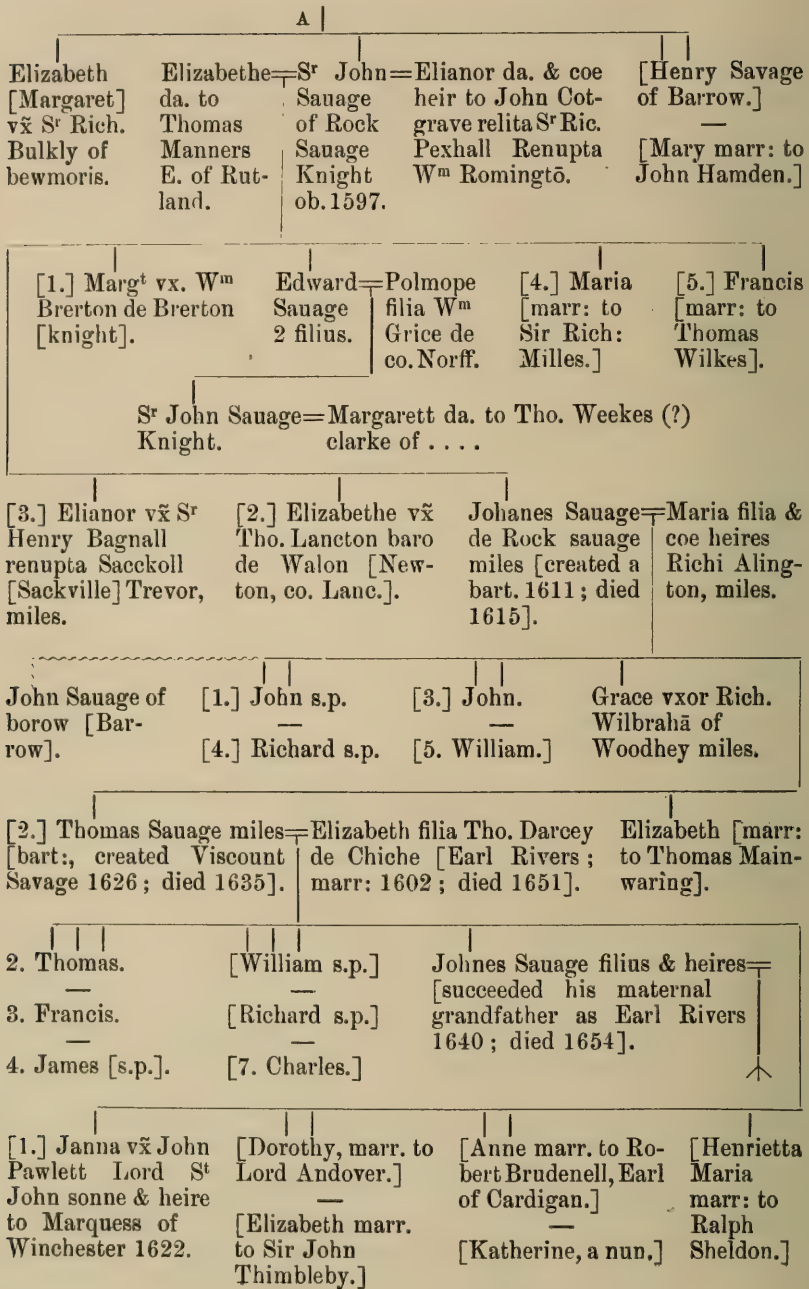 A
Elizabeth
[Margaret]
vx̃ Sʳ Rich.
Bulkly of
bewmoris.
Elizabethe
da. to
Thomas
Manners
E. of Rut-
land.
=Sʳ John=
Sauage
of Rock
Sauage
Knight
ob. 1597.
Elianor da. & coe
heir to John Cot-
grave relita Sʳ Ric.
Pexhall Renupta
Wᵐ Romingtō.
[Henry Savage
of Barrow.]
—
[Mary marr: to
John Hamden.]
[1.] Margᵗ vx. Wᵐ
Brerton de Brerton
[knight].
Edward=
Sauage
2 filius.
Polmope
filia Wᵐ
Grice de
co. Norff.
[4.] Maria
[marr: to
Sir Rich:
Milles.]
[5.] Francis
[marr: to
Thomas
Wilkes].
Sʳ John Sauage=
Knight.
Margarett da. to Tho. Weekes (?)
clarke of . . . .
[3.] Elianor vx̃ Sʳ
Henry Bagnall
renupta Sacckoll
[Sackville] Trevor,
miles.
[2.] Elizabethe vx̃
Tho. Lancton baro
de Walon [New-
ton, co. Lanc.].
Johanes Sauage=
de Rock sauage
miles [created a
bart. 1611; died
1615].
Maria filia &
coe heires
Richi Aling-
ton, miles.
John Sauage of
borow [Bar-
row].
[1.] John s.p.
—
[4.] Richard s.p.
[3.] John.
—
[5. William.]
Grace vxor Rich.
Wilbrahā of
Woodhey miles.
[2.] Thomas Sauage miles=
[bart:, created Viscount
Savage 1626; died 1635].
Elizabeth filia Tho. Darcey
de Chiche [Earl Rivers;
marr: 1602; died 1651].
Elizabeth [marr:
to Thomas Main-
waring].
2. Thomas.
—
3. Francis.
—
4. James [s.p.].
[William s.p.]
—
[Richard s.p.]
—
[7. Charles.]
Johnes Sauage filius & heires=
[succeeded his maternal
grandfather as Earl Rivers
1640; died 1654].
[1.] Janna vx̃ John
Pawlett Lord Sᵗ
John sonne & heire
to Marquess of
Winchester 1622.
[Dorothy, marr. to
Lord Andover.]
—
[Elizabeth marr.
to Sir John
Thimbleby.]
[Anne marr. to Ro-
bert Brudenell, Earl
of Cardigan.]
—
[Katherine, a nun.]
[Henrietta
Maria
marr: to
Ralph
Sheldon.]